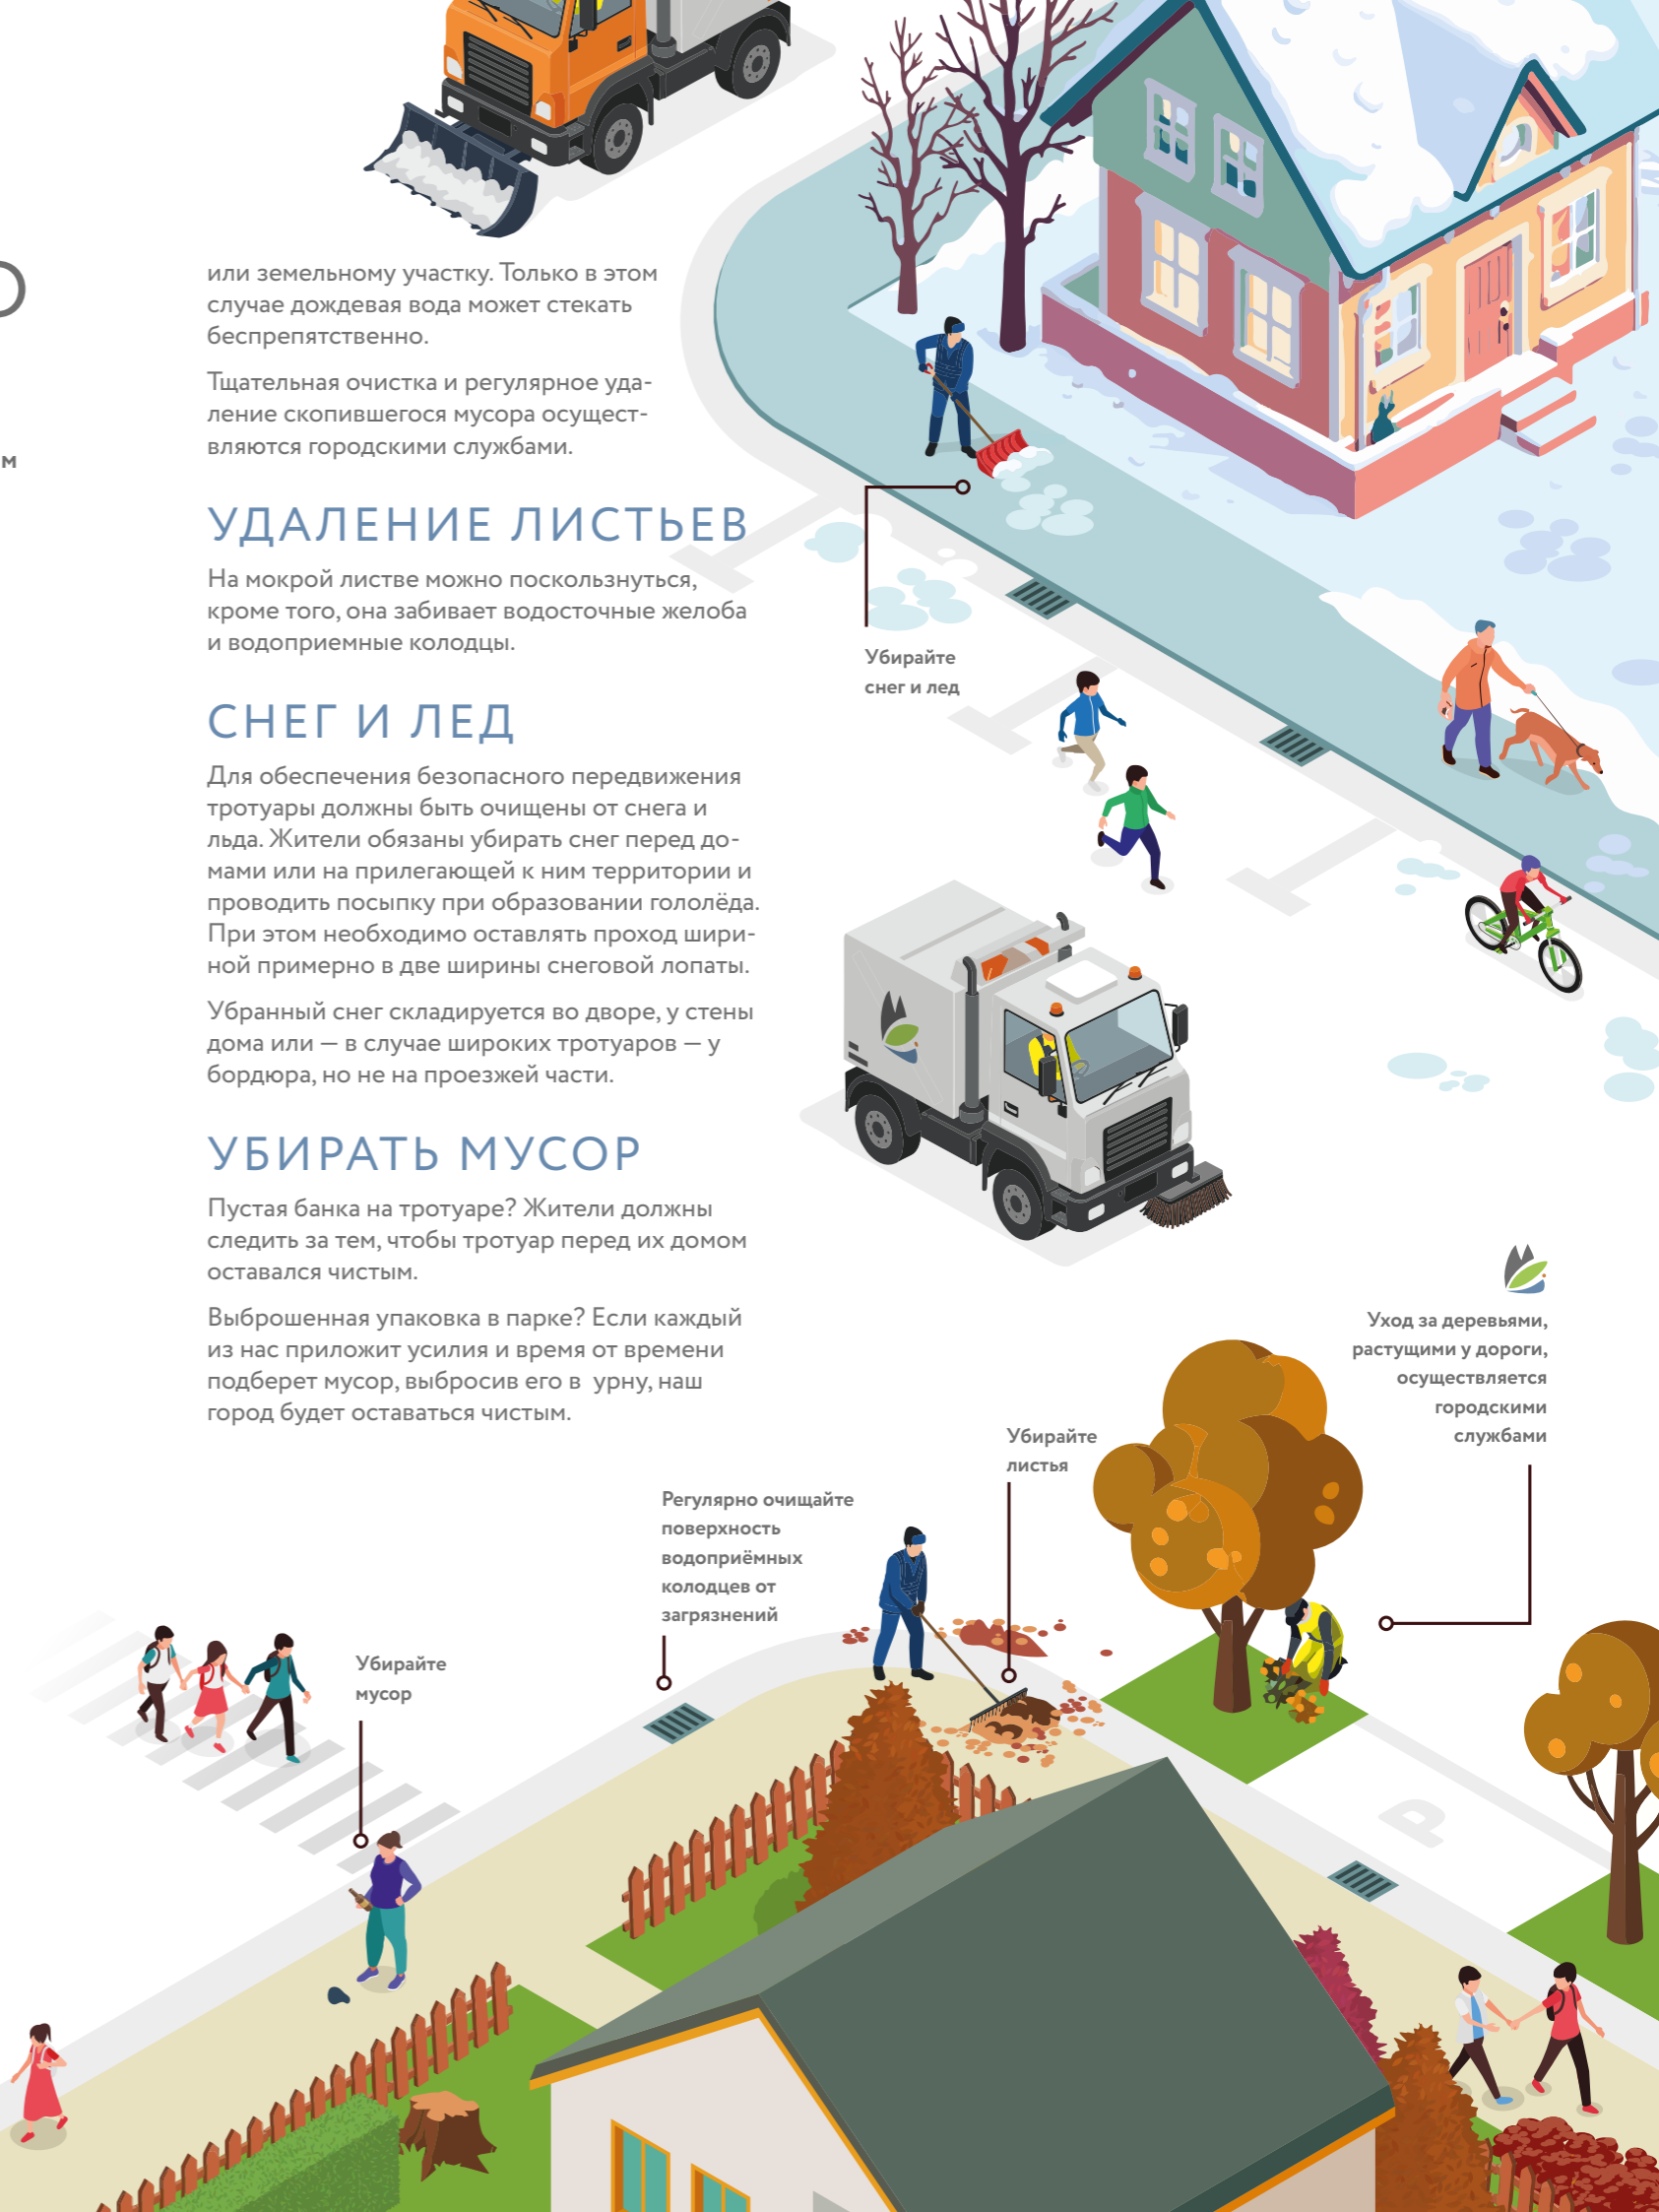 или земельному участку. Только в этом
случае дождевая вода может стекать
беспрепятственно.
Тщательная очистка и регулярное уда-
ление скопившегося мусора осущест-
вляются городскими службами.
м
УДАЛЕНИЕ ЛИСТЬЕВ
На мокрой листве можно поскользнуться,
кроме того, она забивает водосточные желоба
и водоприемные колодцы.
СНЕГ И ЛЕД
Для обеспечения безопасного передвижения
тротуары должны быть очищены от снега и
льда. Жители обязаны убирать снег перед до-
мами или на прилегающей к ним территории и
проводить посыпку при образовании гололёда.
При этом необходимо оставлять проход шири-
ной примерно в две ширины снеговой лопаты.
Убранный снег складируется во дворе, у стены
дома или — в случае широких тротуаров — у
бордюра, но не на проезжей части.
УБИРАТЬ МУСОР
Пустая банка на тротуаре? Жители должны
следить за тем, чтобы тротуар перед их домом
оставался чистым.
Выброшенная упаковка в парке? Если каждый
из нас приложит усилия и время от времени
подберет мусор, выбросив его в урну, наш
город будет оставаться чистым.
Убирайте
снег и лед
Уход за деревьями,
растущими у дороги,
осуществляется
городскими
службами
Убирайте
листья
Регулярно очищайте
поверхность
водоприёмных
колодцев от
загрязнений
Убирайте
мусор
P